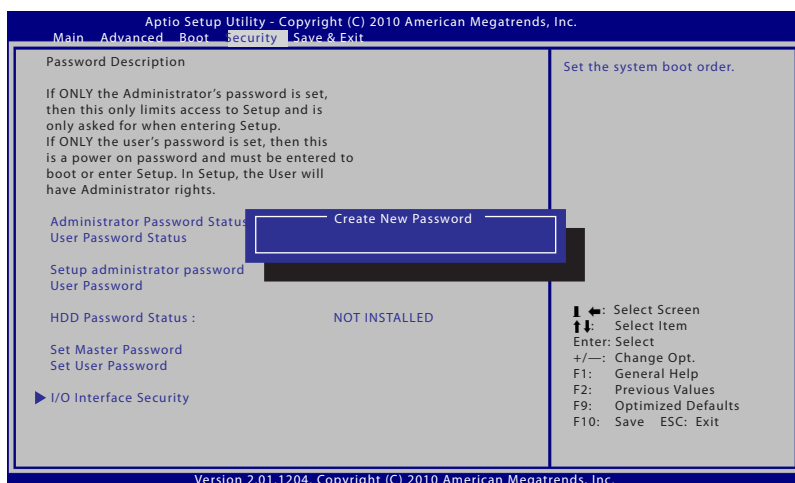 Aptio Setup Utility - Copyright (C) 2010 American Megatrends, Inc.
Main Advanced Boot Security Save & Exit
Password Description
If ONLY the Administrator's password is set,
then this only limits access to Setup and is
only asked for when entering Setup.
If ONLY the user's password is set, then this
is a power on password and must be entered to
boot or enter Setup. In Setup, the User will
have Administrator rights.
Administrator Password Status
User Password Status
Create New Password
Setup administrator password
User Password
HDD Password Status : NOT INSTALLED
Set Master Password
Set User Password
I/O Interface Security
Set the system boot order.
: Select Screen
↑↓: Select Item
Enter: Select
+/—: Change Opt.
F1: General Help
F2: Previous Values
F9: Optimized Defaults
F10: Save ESC: Exit
Version 2.01.1204. Copyright (C) 2010 American Megatrends, Inc.